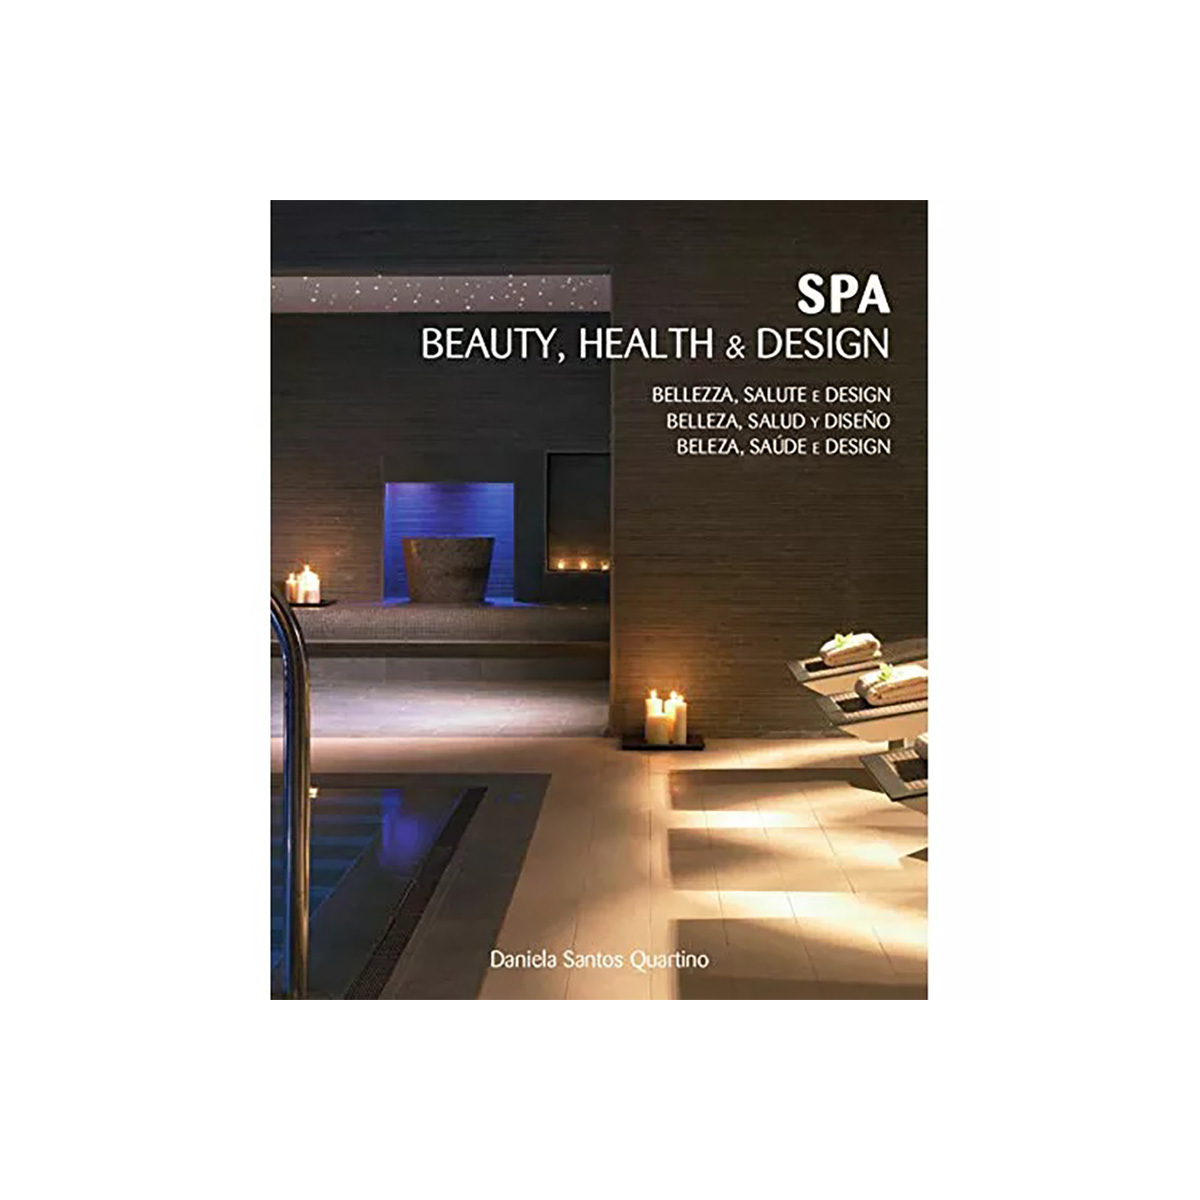 SPA
BEAUTY, HEALTH & DESIGN
BELLEZZA, SALUTE E DESIGN
BELLEZA, SALUD Y DISEÑO
BELEZA, SAÚDE E DESIGN
Daniela Santos Quartino